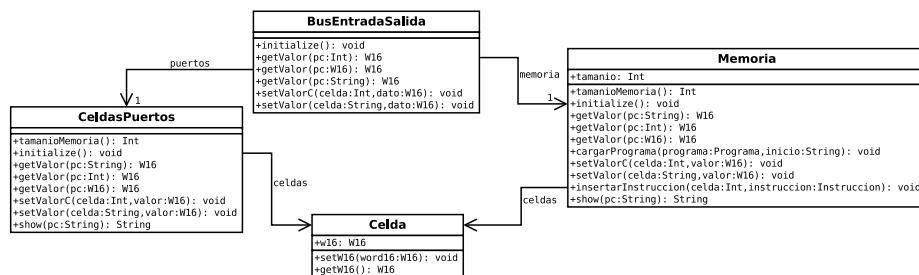 BusEntradaSalida
+initialize(): void
+getValor(pc:Int): W16
+getValor(pc:W16): W16
+getValor(pc:String): W16
+setValorC(celda:Int,dato:W16): void
+setValor(celda:String,dato:W16): void
puertos
1
memoria
1
Memoria
+tamanio: Int
+tamanioMemoria(): Int
+initialize(): void
+getValor(pc:String): W16
+getValor(pc:Int): W16
+getValor(pc:W16): W16
+cargarPrograma(programa:Programa,inicio:String): void
+setValorC(celda:Int,valor:W16): void
+setValor(celda:String,valor:W16): void
+insertarInstruccion(celda:Int,instruccion:Instruccion): void
+show(pc:String): String
CeldasPuertos
+tamanioMemoria(): Int
+initialize(): void
+getValor(pc:String): W16
+getValor(pc:Int): W16
+getValor(pc:W16): W16
+setValorC(celda:Int,valor:W16): void
+setValor(celda:String,valor:W16): void
+show(pc:String): String
celdas
celdas
Celda
+w16: W16
+setW16(word16:W16): void
+getW16(): W16